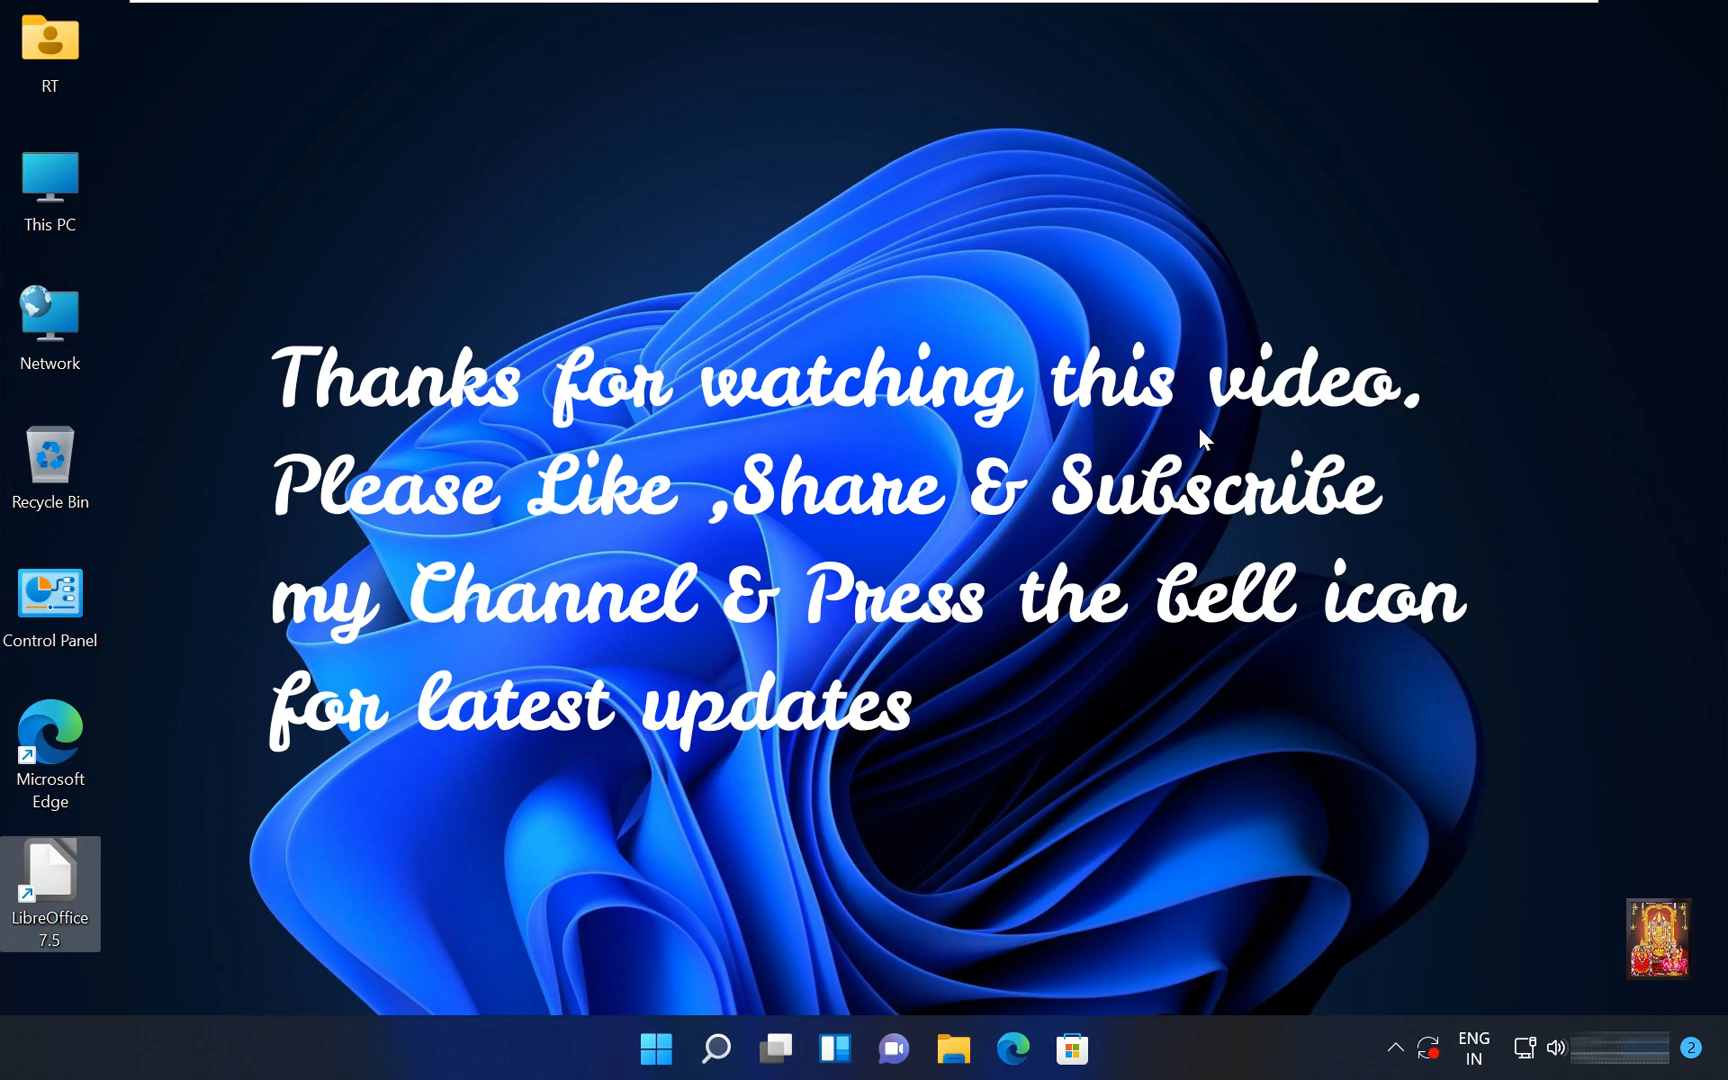 RT
This PC
Network
Recycle Bin
Control Panel
Microsoft
Edge
LibreOffice
7.5
Thanks for watching this video.
Please Like ,Share & Subscribe
my Channel & Press the bell icon
for latest updates
ENG
IN
2